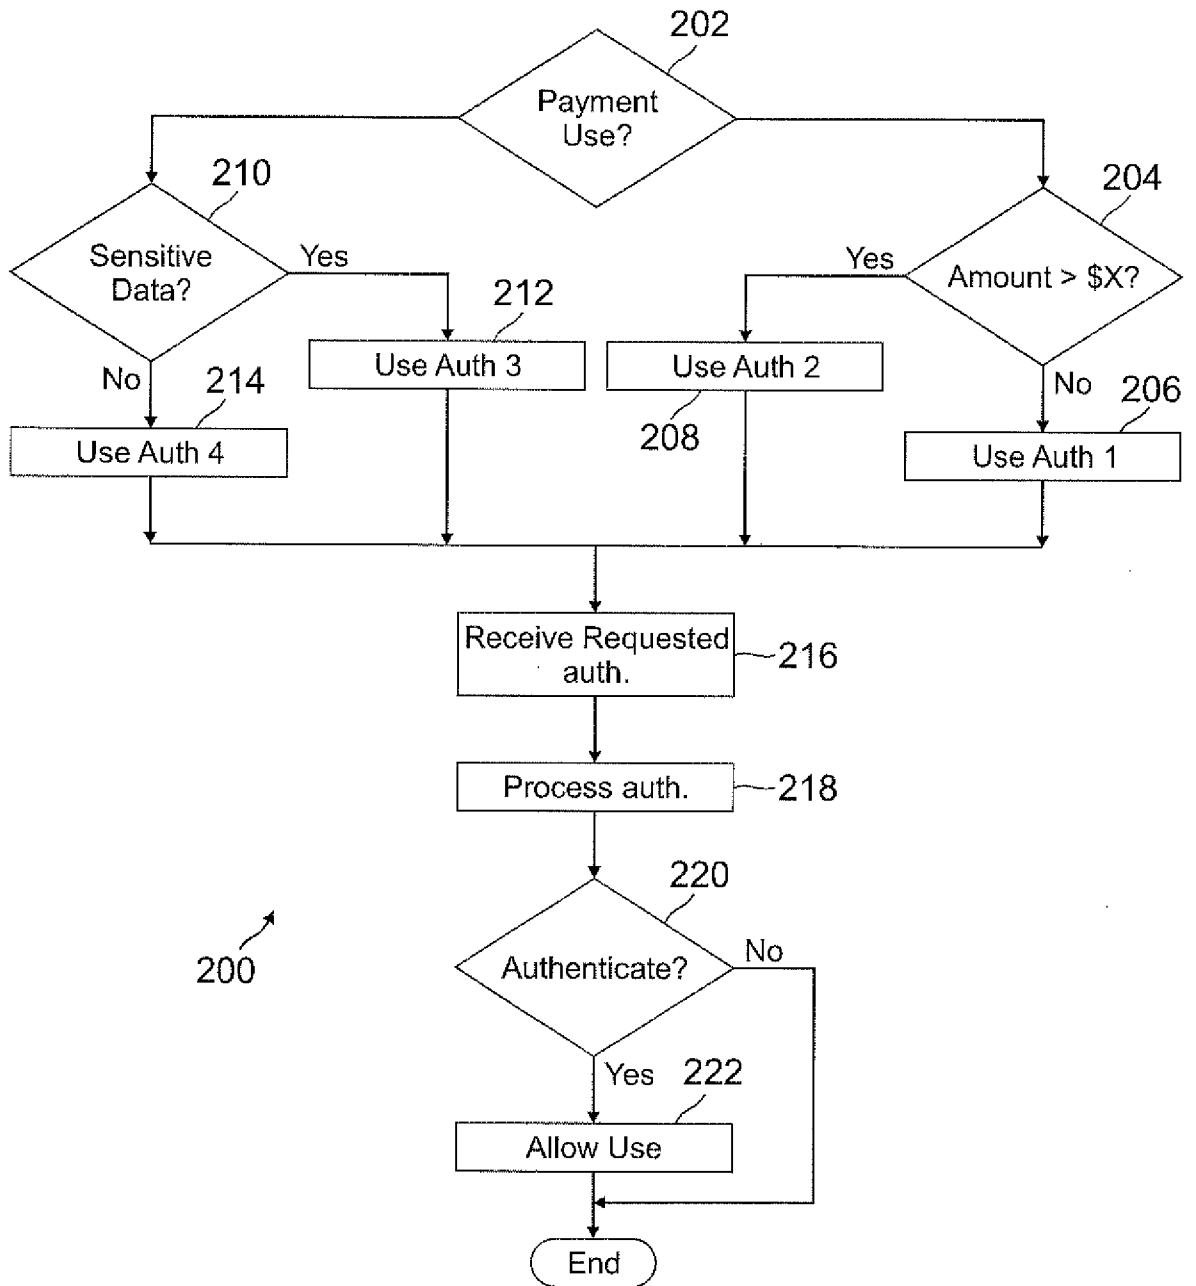 202
Payment
Use?
210
204
Sensitive
Data?
Yes
Yes
Amount > $X?
212
Use Auth 3
Use Auth 2
No
214
208
No
206
Use Auth 4
Use Auth 1
Receive Requested
auth.
216
Process auth.
218
220
Authenticate?
No
200
Yes
222
Allow Use
End